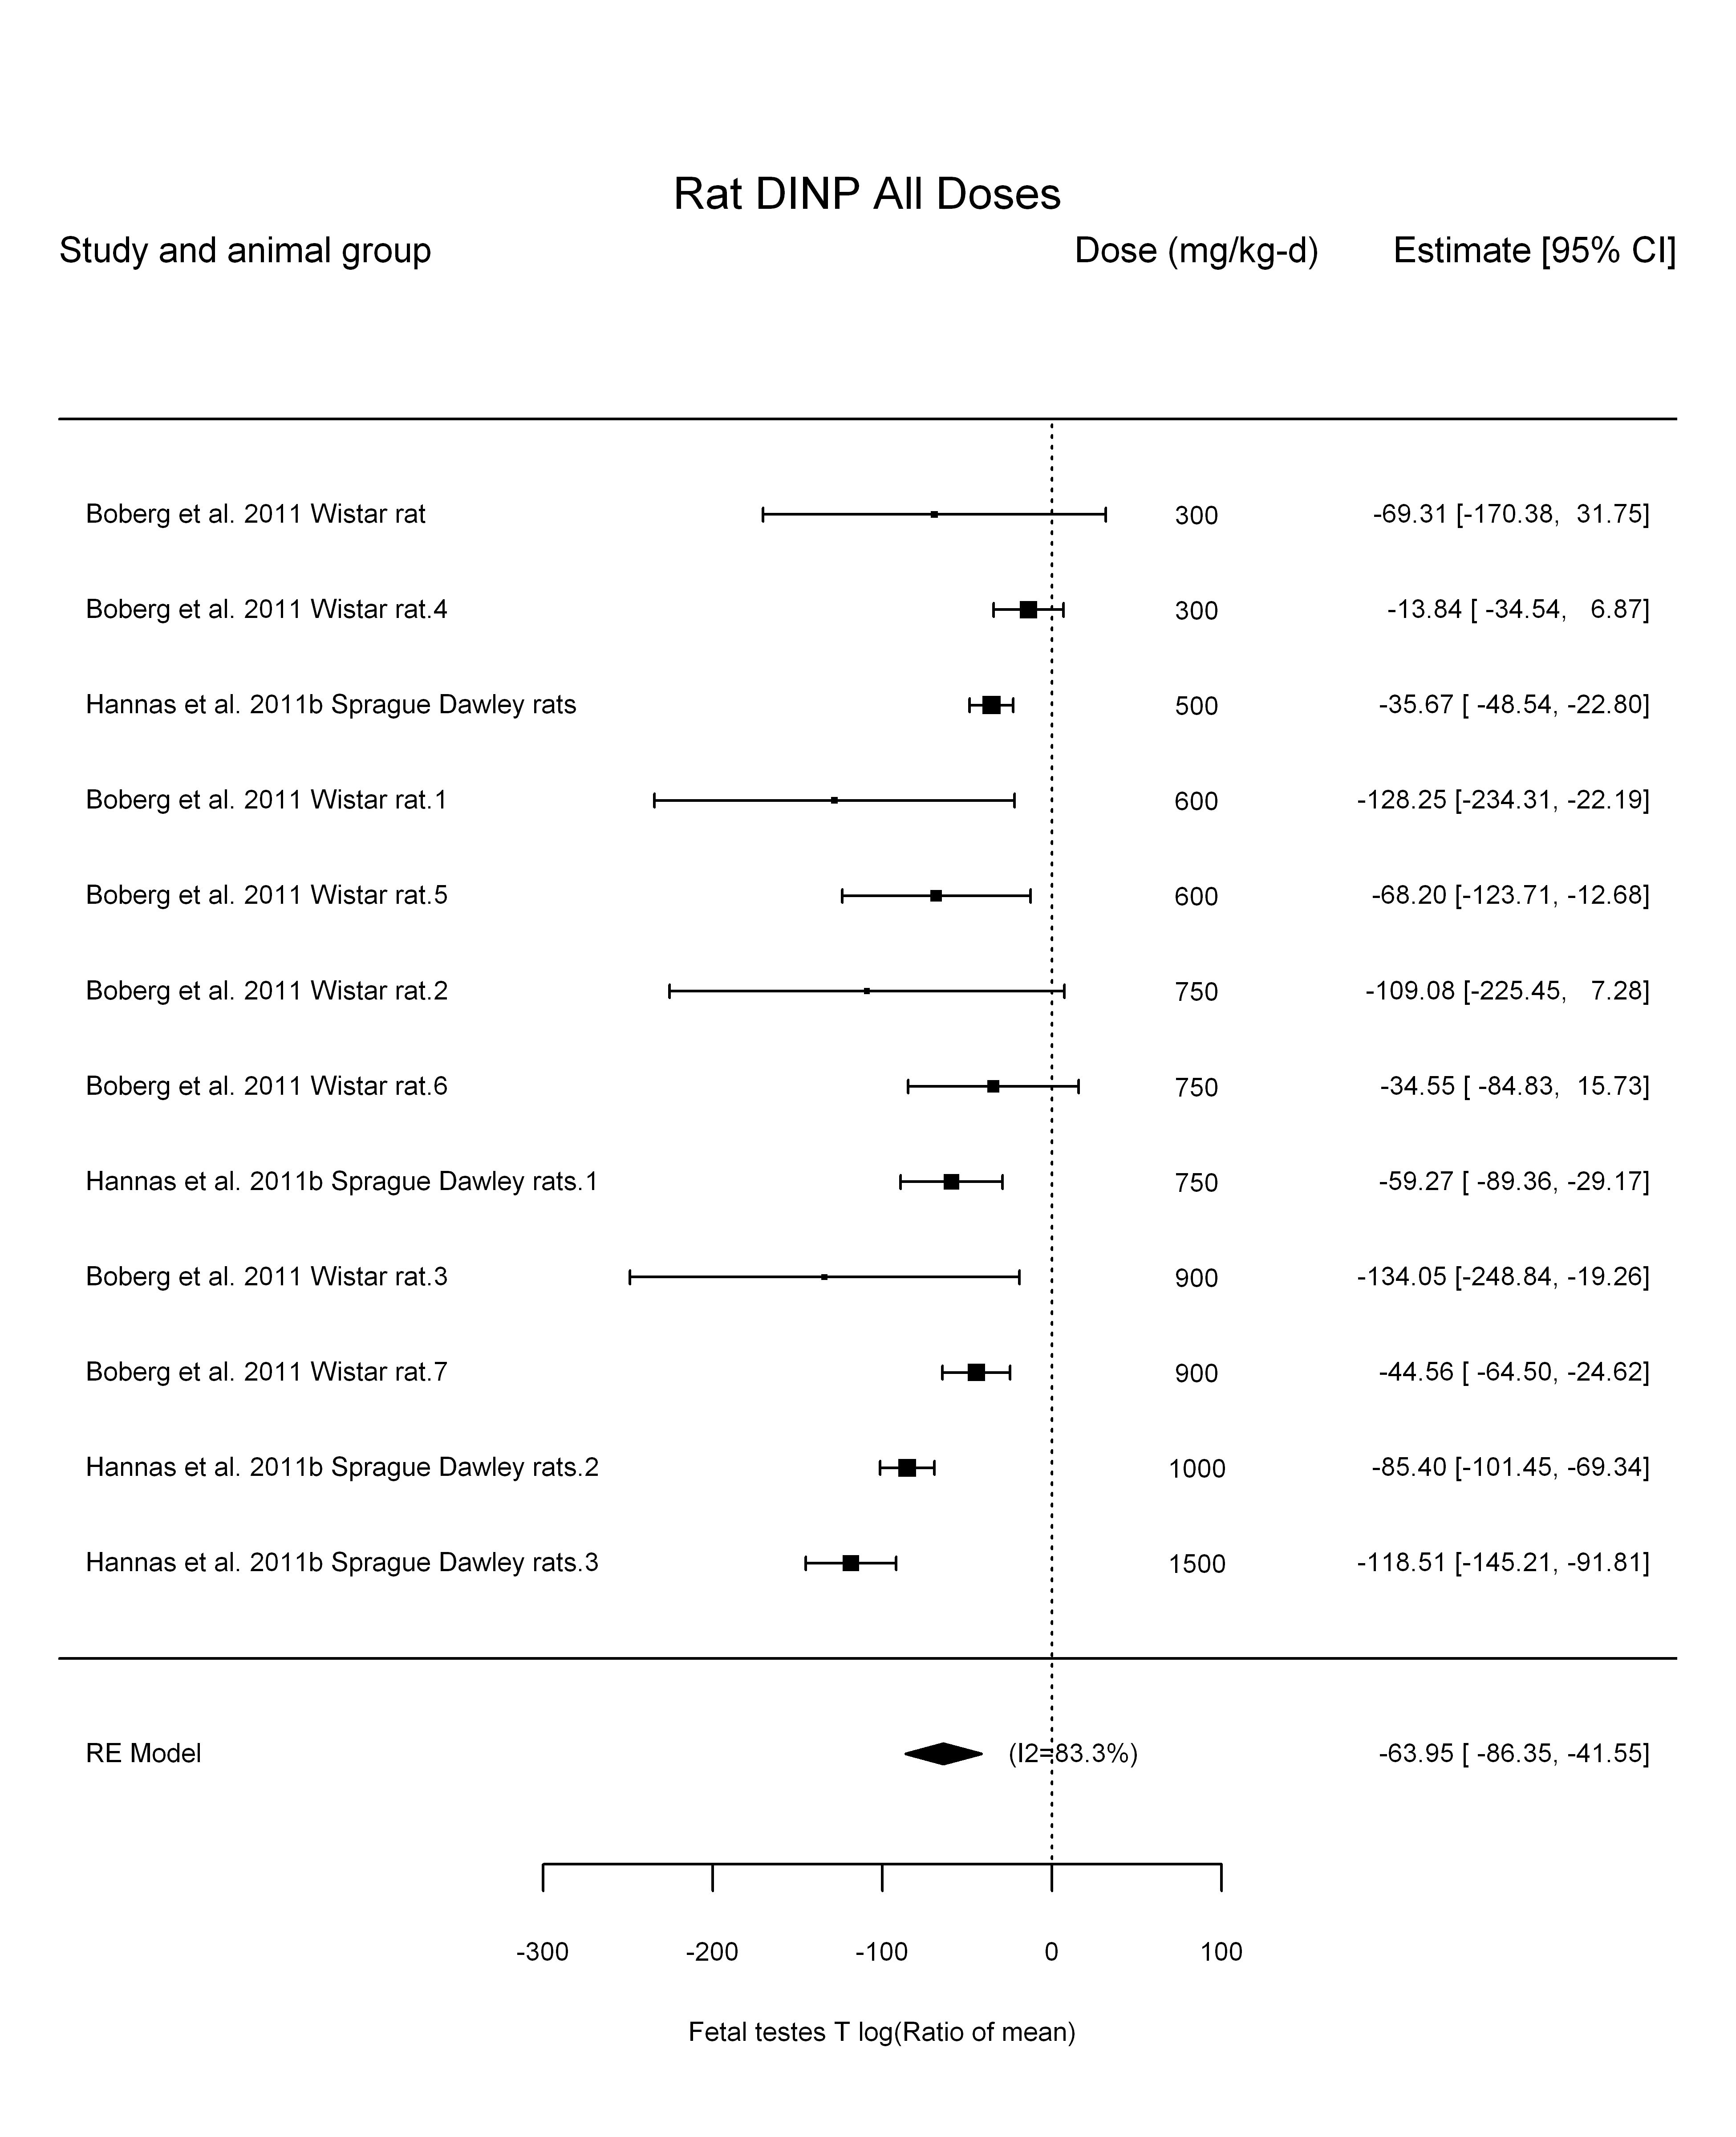 Rat DINP All Doses
Study and animal group Dose (mg/kg-d) Estimate [95% CI]
Boberg et al. 2011 Wistar rat 300 -69.31 [-170.38, 31.75]
Boberg et al. 2011 Wistar rat.4 300 -13.84 [ -34.54, 6.87]
Hannas et al. 2011b Sprague Dawley rats 500 -35.67 [ -48.54, -22.80]
Boberg et al. 2011 Wistar rat.1 600 -128.25 [-234.31, -22.19]
Boberg et al. 2011 Wistar rat.5 600 -68.20 [-123.71, -12.68]
Boberg et al. 2011 Wistar rat.2 750 -109.08 [-225.45, 7.28]
Boberg et al. 2011 Wistar rat.6 750 -34.55 [ -84.83, 15.73]
Hannas et al. 2011b Sprague Dawley rats.1 750 -59.27 [ -89.36, -29.17]
Boberg et al. 2011 Wistar rat.3 900 -134.05 [-248.84, -19.26]
Boberg et al. 2011 Wistar rat.7 900 -44.56 [ -64.50, -24.62]
Hannas et al. 2011b Sprague Dawley rats.2 1000 -85.40 [-101.45, -69.34]
Hannas et al. 2011b Sprague Dawley rats.3 1500 -118.51 [-145.21, -91.81]
RE Model (I2=83.3%) -63.95 [ -86.35, -41.55]
-300 -200 -100 0 100
Fetal testes T log(Ratio of mean)